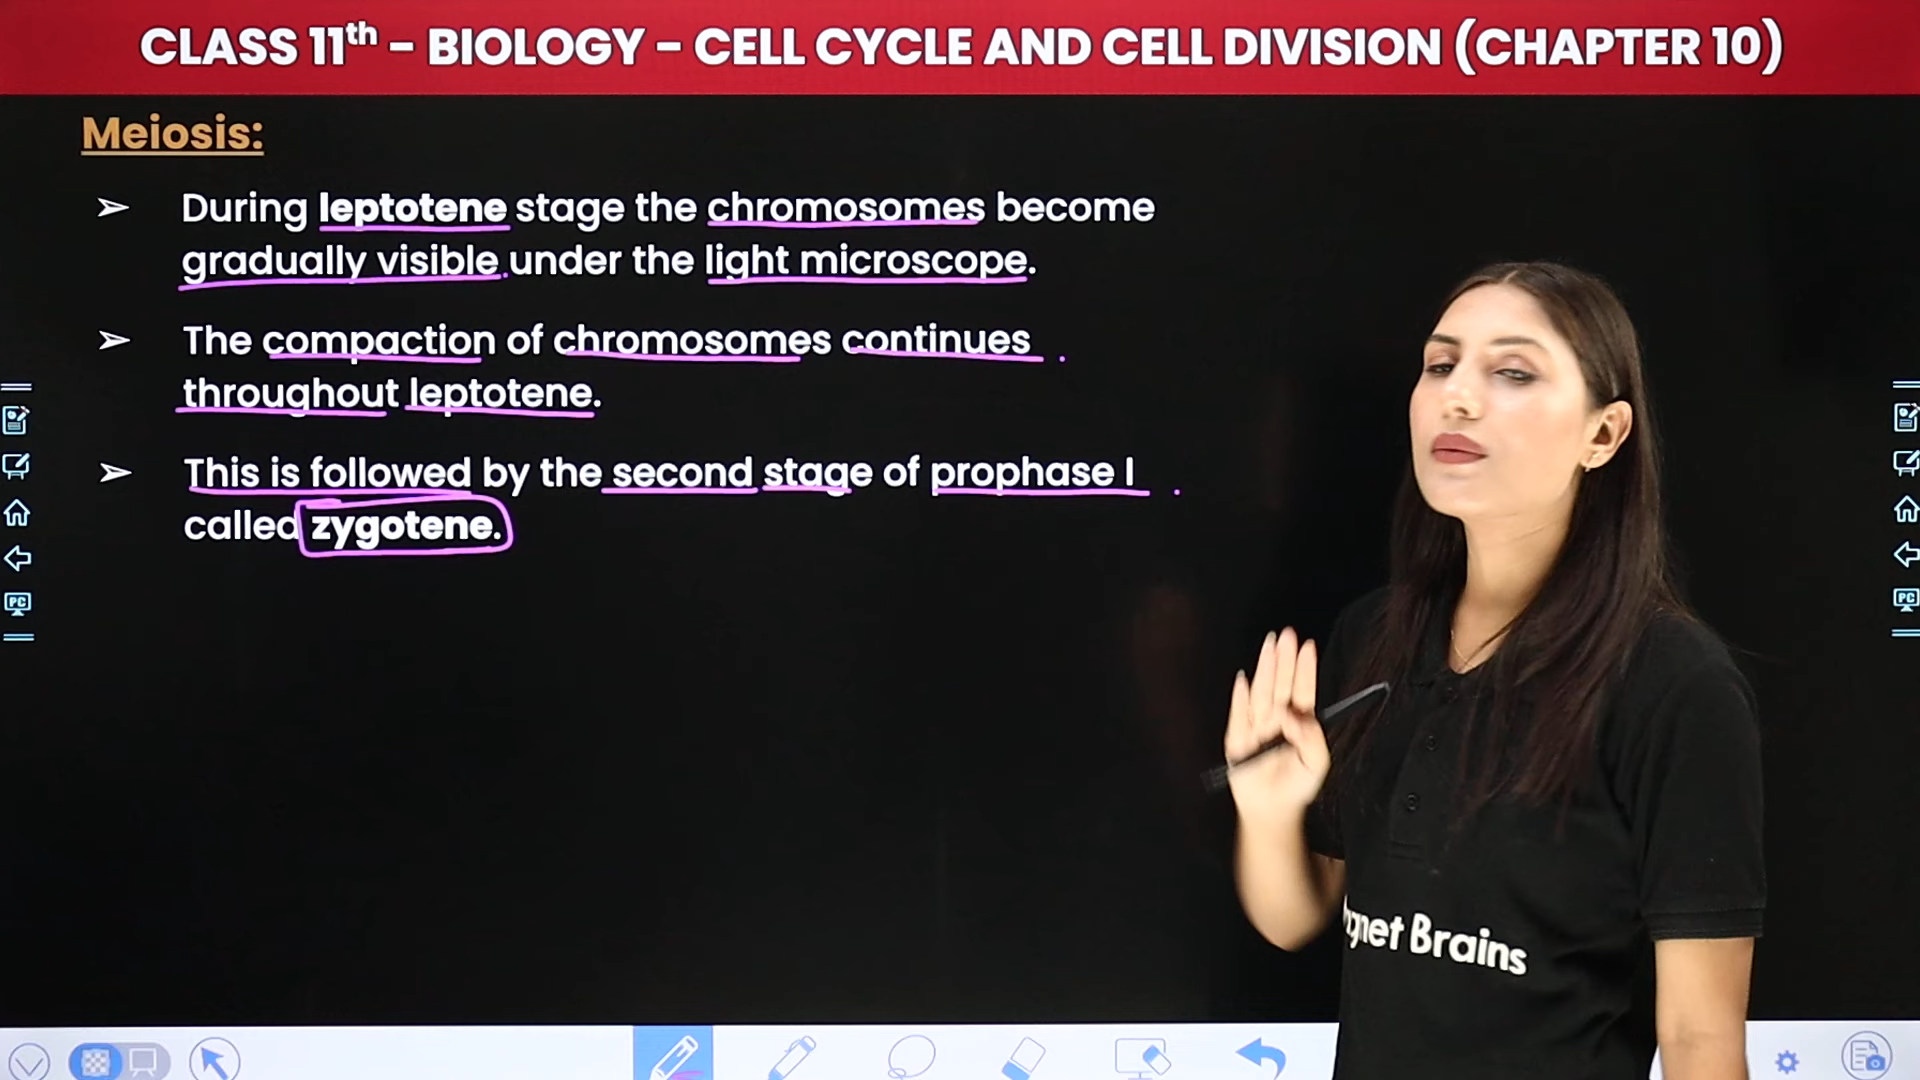 CLASS 11th – BIOLOGY – CELL CYCLE AND CELL DIVISION (CHAPTER 10)
Meiosis:
➢ During leptotene stage the chromosomes become
gradually visible under the light microscope.
➢ The compaction of chromosomes continues
throughout leptotene.
➢ This is followed by the second stage of prophase I
called zygotene.
PC
PC
gnet Brains